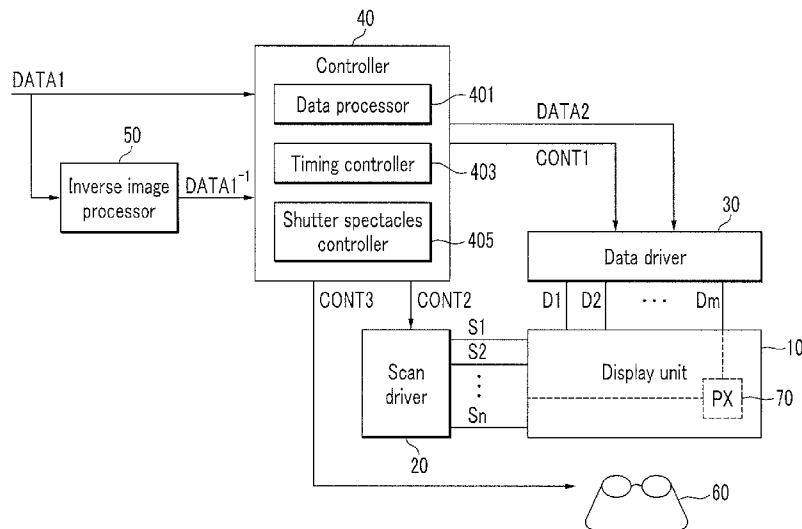 40
Controller
DATA1
Data processor
401
DATA2
50
Timing controller
403
CONT1
Inverse image
processor
DATA1⁻¹
Shutter spectacles
controller
405
30
Data driver
CONT3
CONT2
D1
D2
...
Dm
S1
S2
10
Scan
driver
Display unit
PX
70
Sn
20
60